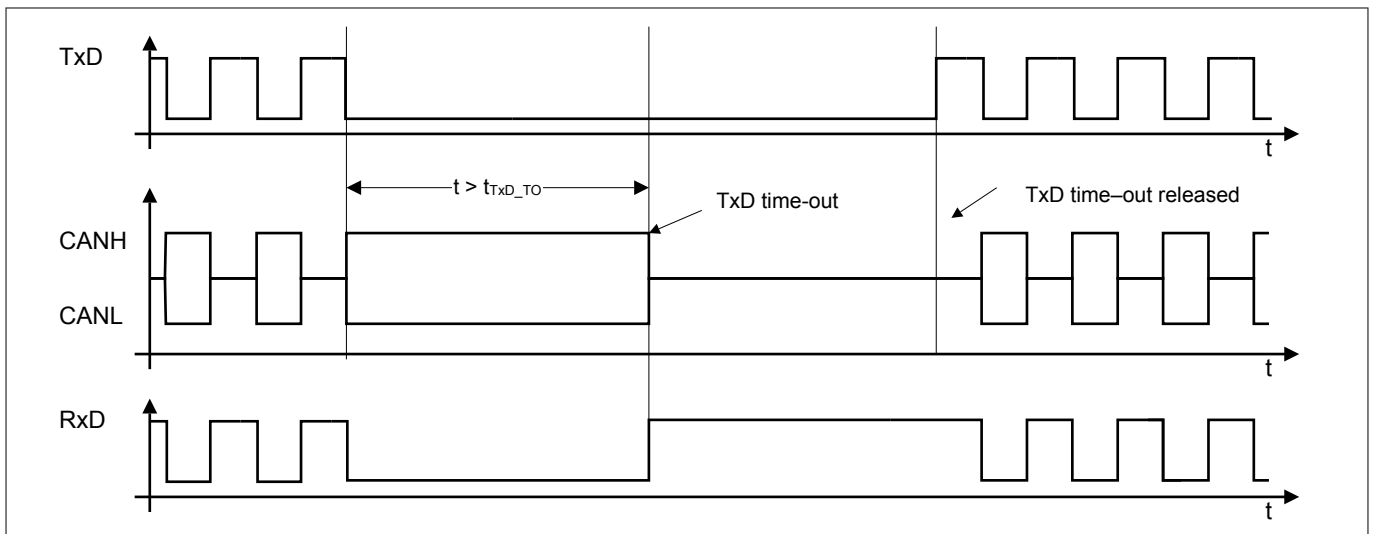 TxD
t
t > tTxD_TO
TxD time-out
TxD time–out released
CANH
CANL
t
RxD
t